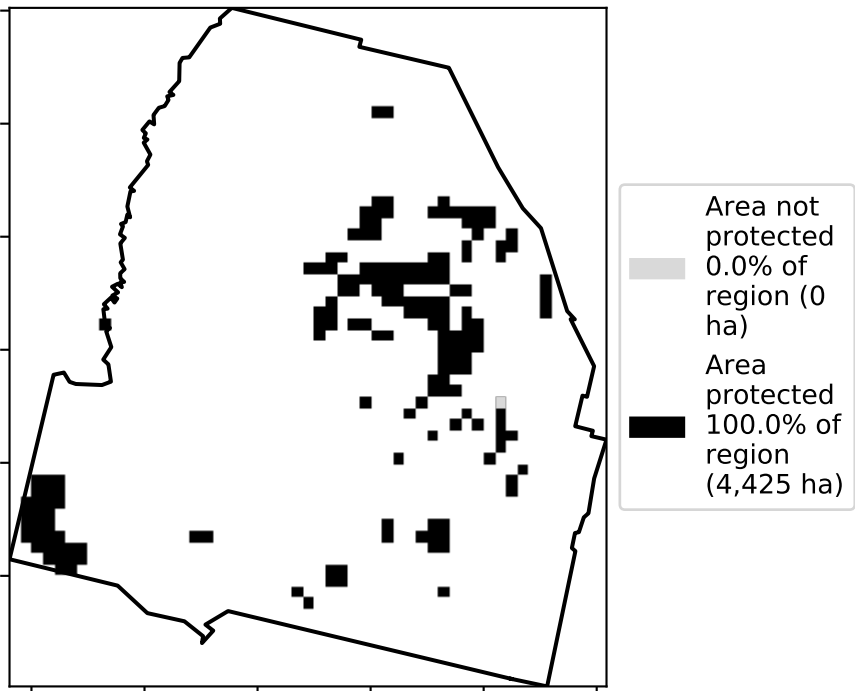 Area not
protected
0.0% of
region (0
ha)
Area
protected
100.0% of
region
(4,425 ha)